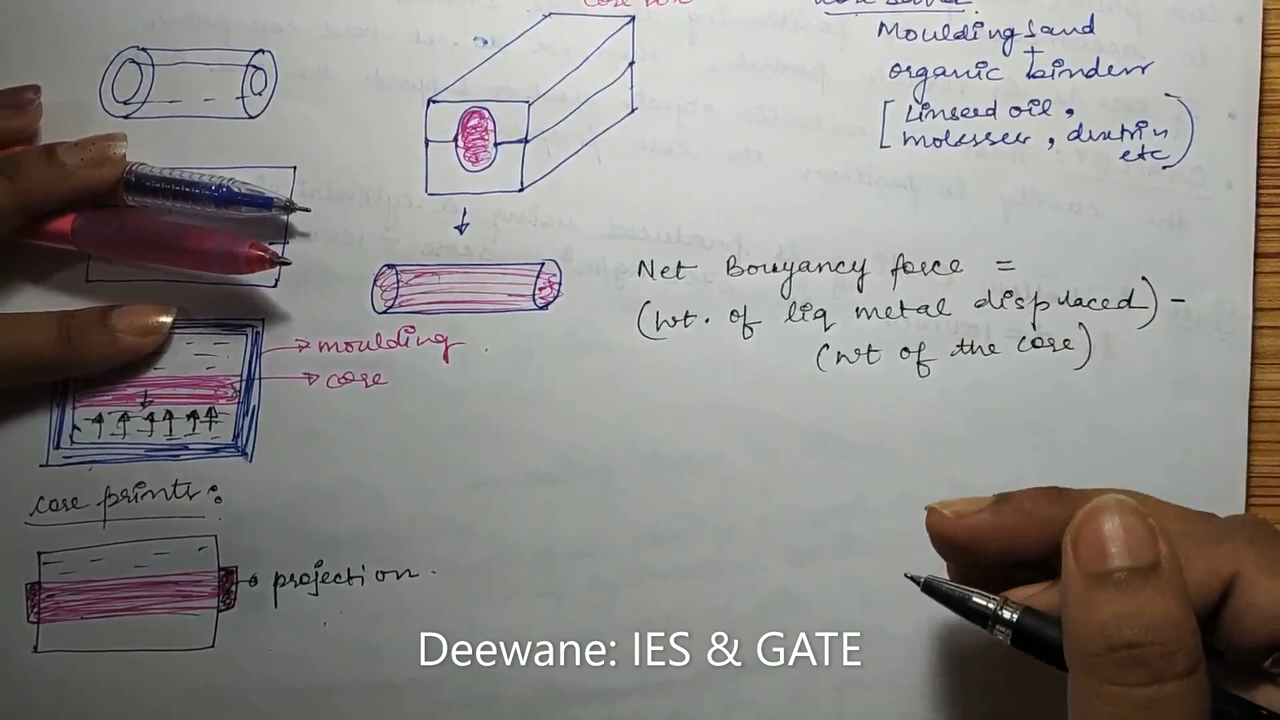 Moulding Sand
+
organic binder
[Linseed oil,
molasses, dextrin
etc)
Net Bouyancy force =
(wt. of liq metal displaced) -
(wt of the core)
moulding
core
core prints:
projection.
Deewane: IES & GATE